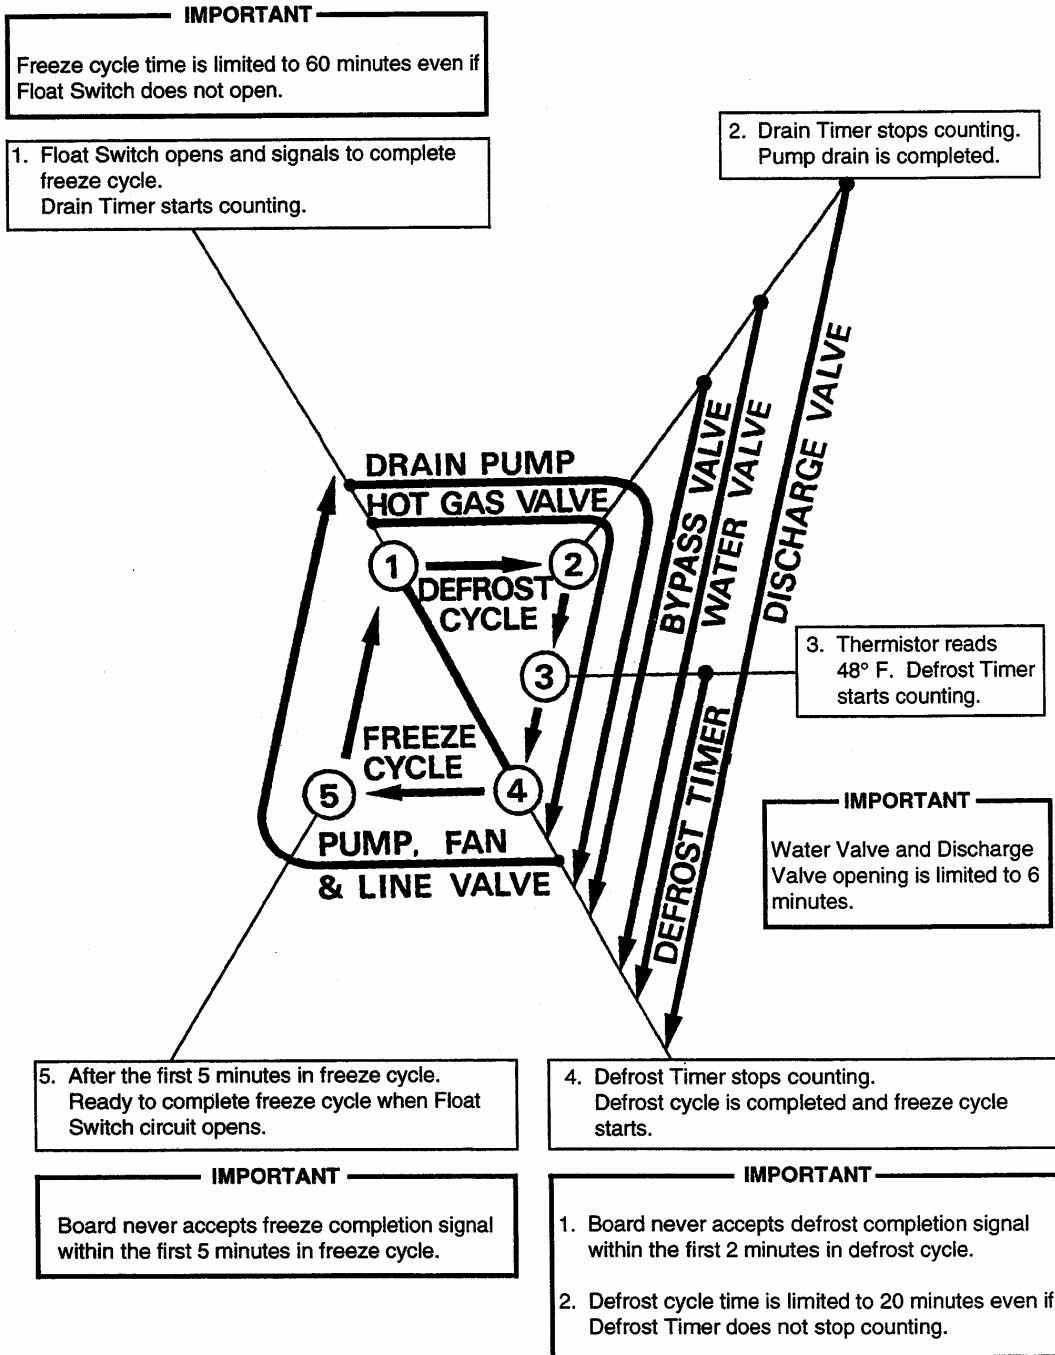 IMPORTANT
Freeze cycle time is limited to 60 minutes even if
Float Switch does not open.
1. Float Switch opens and signals to complete
freeze cycle.
Drain Timer starts counting.
2. Drain Timer stops counting.
Pump drain is completed.
DRAIN PUMP
HOT GAS VALVE
BYPASS VALVE
WATER VALVE
DISCHARGE VALVE
1
2
DEFROST
CYCLE
3
3. Thermistor reads
48° F. Defrost Timer
starts counting.
DEFROST TIMER
FREEZE
CYCLE
5
4
PUMP, FAN
& LINE VALVE
IMPORTANT
Water Valve and Discharge
Valve opening is limited to 6
minutes.
5. After the first 5 minutes in freeze cycle.
Ready to complete freeze cycle when Float
Switch circuit opens.
4. Defrost Timer stops counting.
Defrost cycle is completed and freeze cycle
starts.
IMPORTANT
Board never accepts freeze completion signal
within the first 5 minutes in freeze cycle.
IMPORTANT
1. Board never accepts defrost completion signal
within the first 2 minutes in defrost cycle.
2. Defrost cycle time is limited to 20 minutes even if
Defrost Timer does not stop counting.